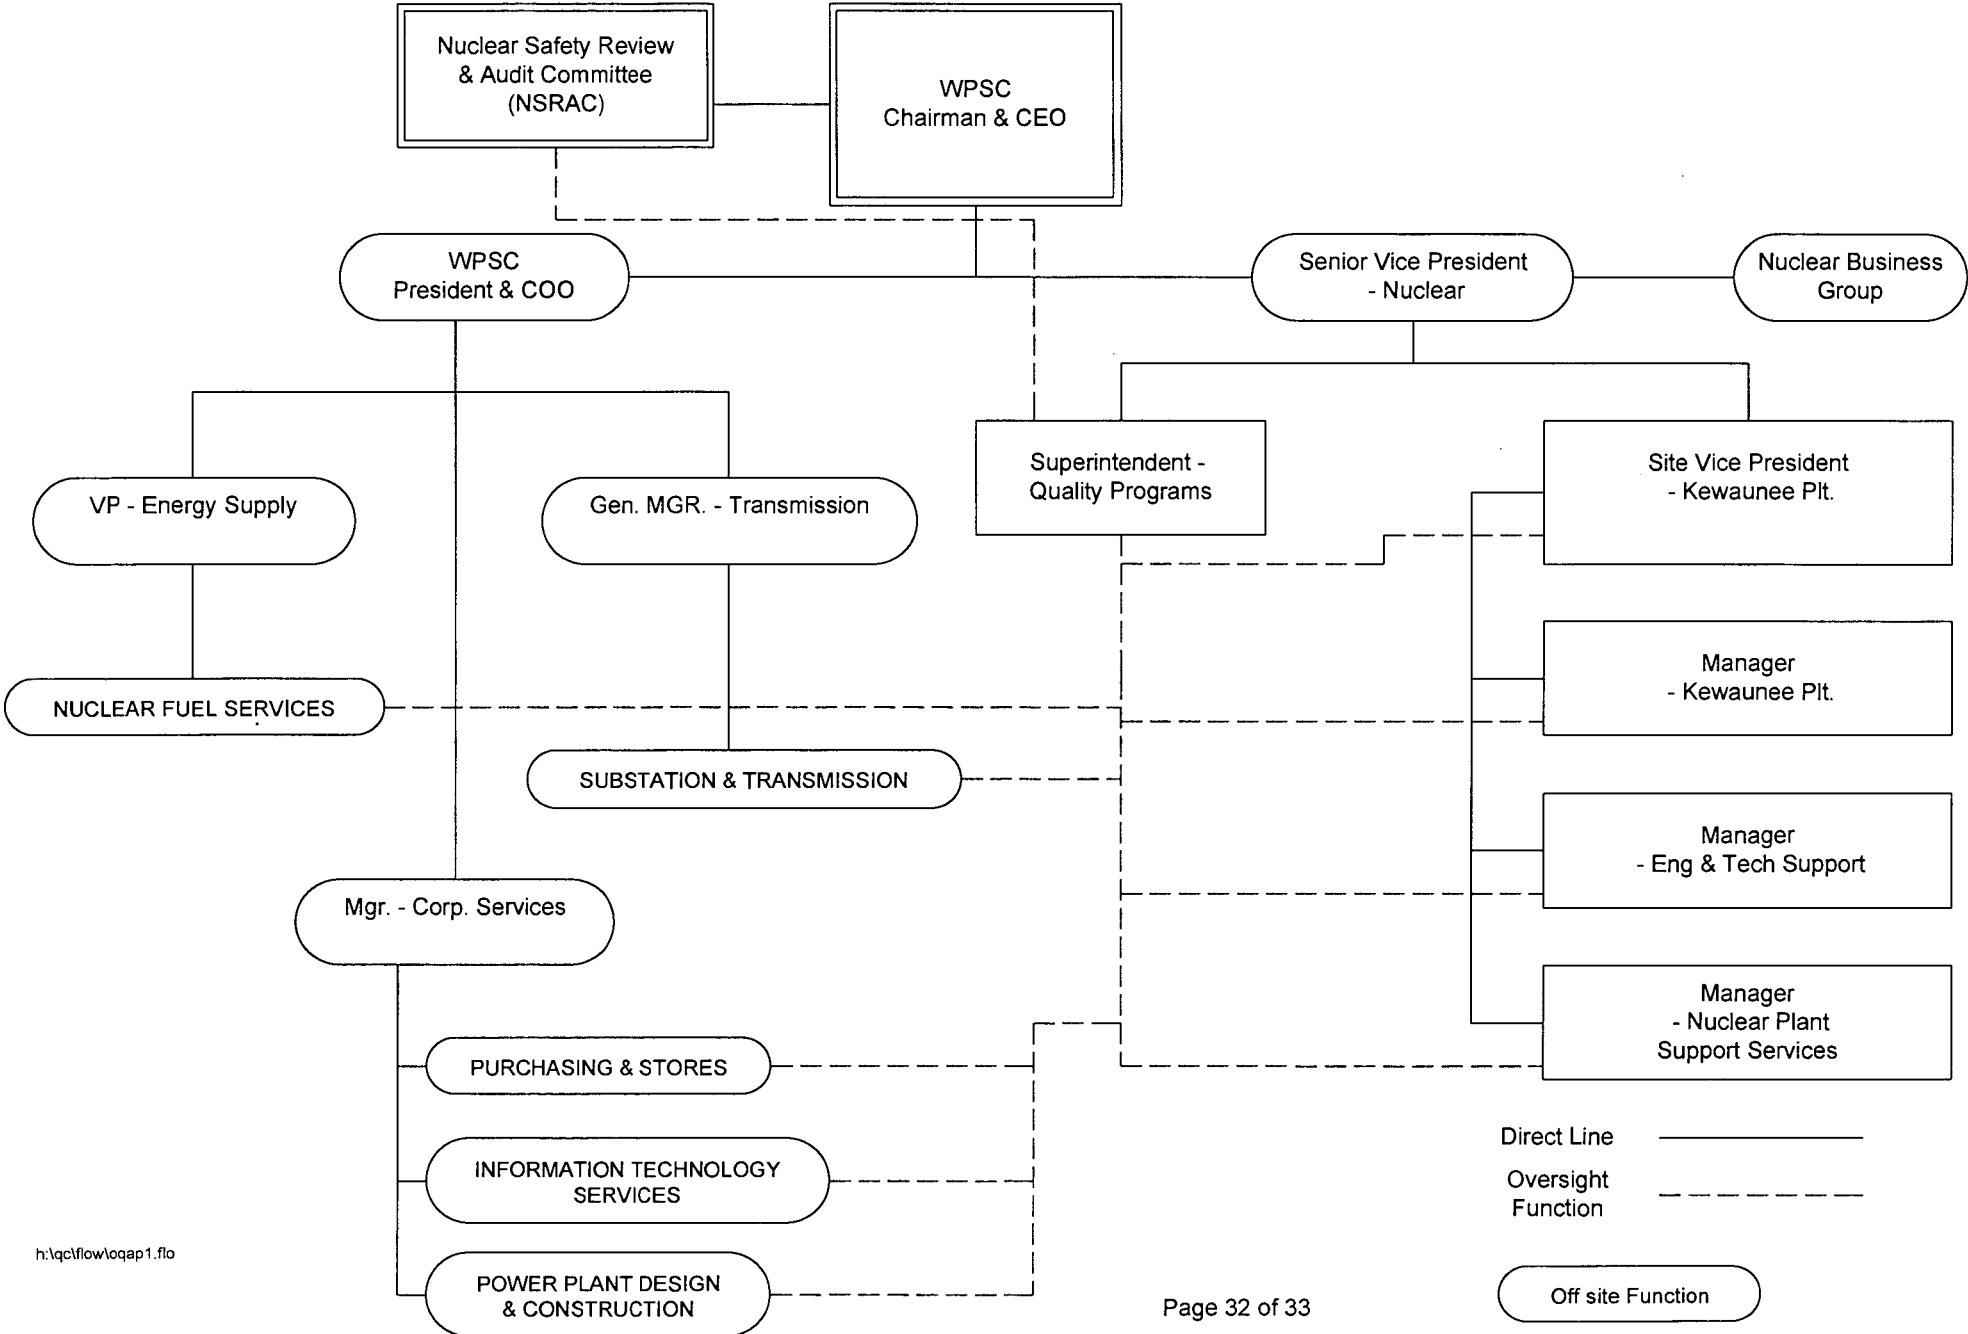 Nuclear Safety Review
& Audit Committee
(NSRAC)
WPSC
Chairman & CEO
WPSC
President & COO
Senior Vice President
- Nuclear
Nuclear Business
Group
VP - Energy Supply
Gen. MGR. - Transmission
Superintendent -
Quality Programs
Site Vice President
- Kewaunee Plt.
NUCLEAR FUEL SERVICES
Manager
- Kewaunee Plt.
SUBSTATION & TRANSMISSION
Manager
- Eng & Tech Support
Mgr. - Corp. Services
Manager
- Nuclear Plant
Support Services
PURCHASING & STORES
INFORMATION TECHNOLOGY
SERVICES
POWER PLANT DESIGN
& CONSTRUCTION
Direct Line
Oversight
Function
Off site Function
h:\qc\flow\oqap1.flo
Page 32 of 33